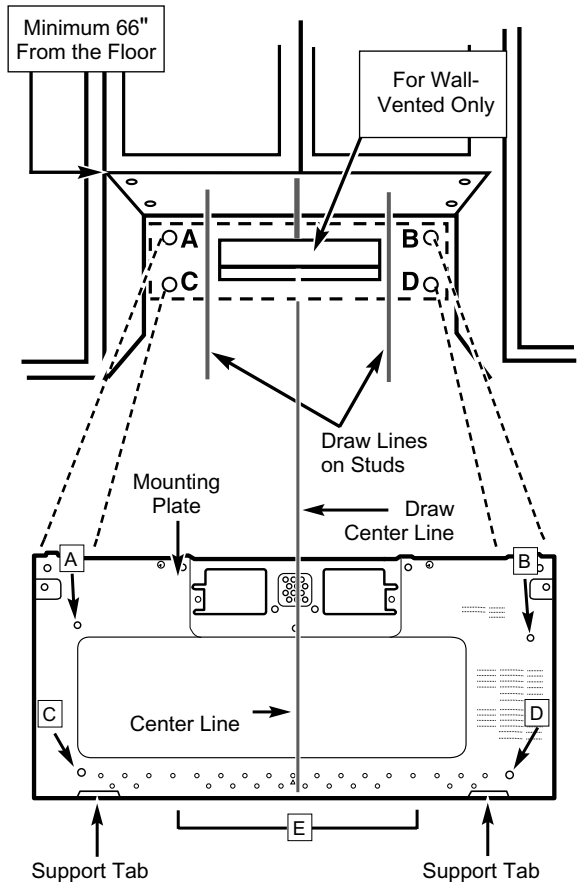 Minimum 66"
From the Floor
For Wall-
Vented Only
A
B
C
D
Draw Lines
on Studs
Mounting
Plate
Draw
Center Line
A
B
Center Line
C
D
E
Support Tab
Support Tab